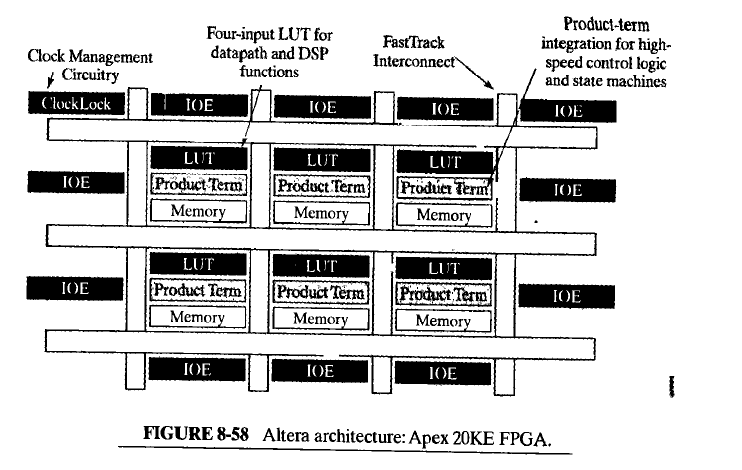 Four-input LUT for
datapath and DSP
functions
Product-term
integration for high-
speed control logic
and state machines
FastTrack
Interconnect
Clock Management
Circuitry
ClockLock IOE IOE IOE IOE
LUT LUT LUT
IOE Product Term Product Term Product Term IOE
Memory Memory Memory
LUT LUT LUT
IOE Product Term Product Term Product Term IOE
Memory Memory Memory
IOE IOE IOE
FIGURE 8-58 Altera architecture: Apex 20KE FPGA.